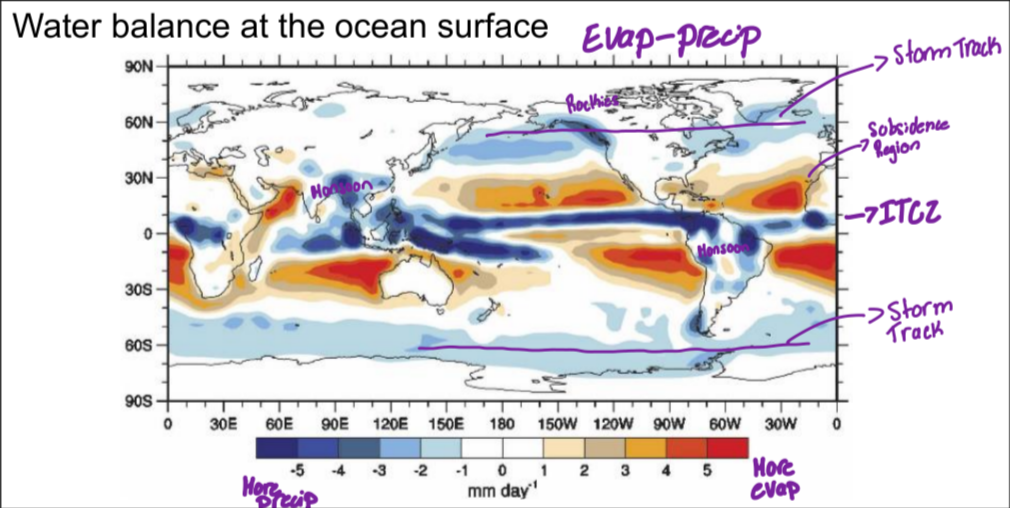 Water balance at the ocean surface
Evap-precip
90N
60N
30N
0
30S
60S
90S
Storm Track
Rockies
Subsidence
Region
Monsoon
ITCZ
Monsoon
Storm
Track
0 30E 60E 90E 120E 150E 180 150W 120W 90W 60W 30W 0
-5 -4 -3 -2 -1 0 1 2 3 4 5
mm day-1
More
precip
More
evap